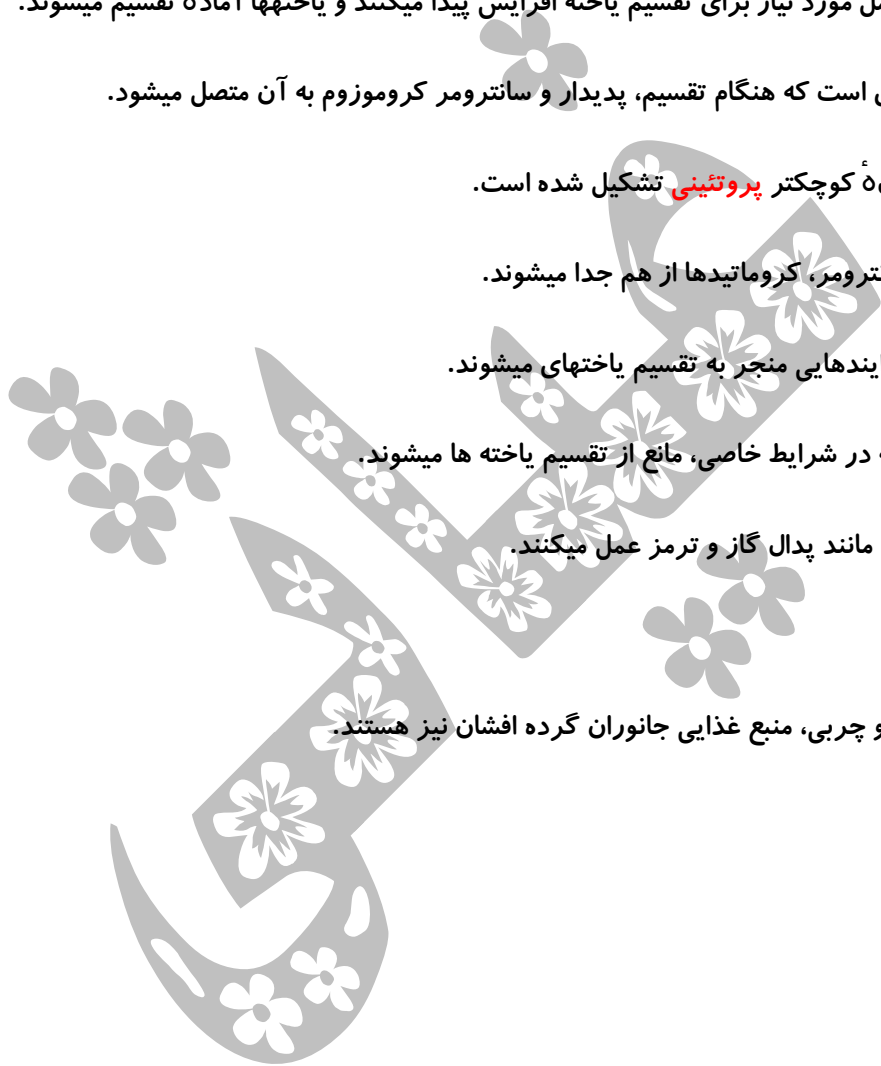 مورد نیاز برای تقسیم یاخته افزایش پیدا میکنند و یاختهها آمادهٔ تقسیم میشوند.
است که هنگام تقسیم، پدیدار و سانترومر کروموزوم به آن متصل میشود.
کوچکتر پروتئینی تشکیل شده است.
کروماتیدها از هم جدا میشوند.
منجر به تقسیم یاختهای میشوند.
در شرایط خاصی، مانع از تقسیم یاخته ها میشوند.
مانند پدال گاز و ترمز عمل میکنند.
و چربی، منبع غذایی جانوران گرده افشان نیز هستند.